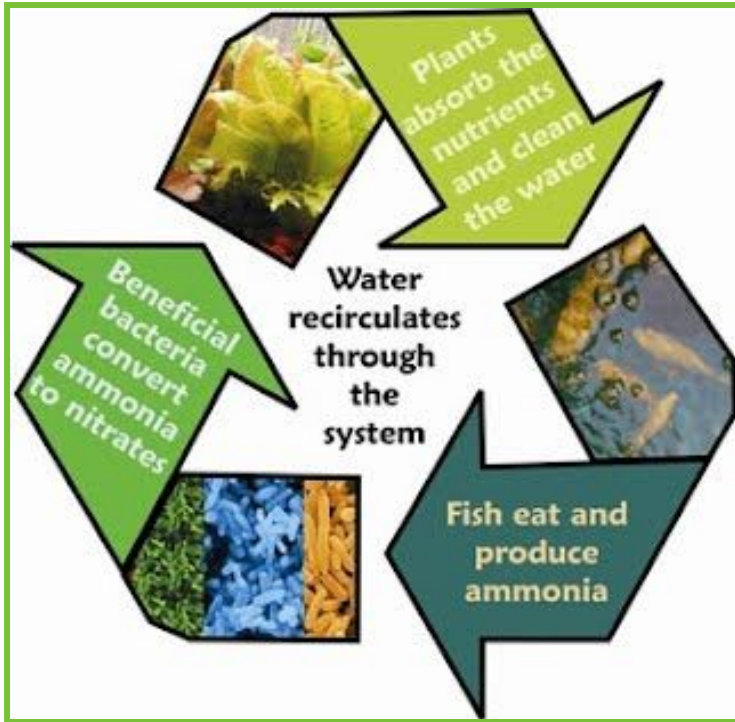 Plants
absorb the
nutrients
and clean
the water
Beneficial
bacteria
convert
ammonia
to nitrates
Water
recirculates
through
the
system
Fish eat and
produce
ammonia